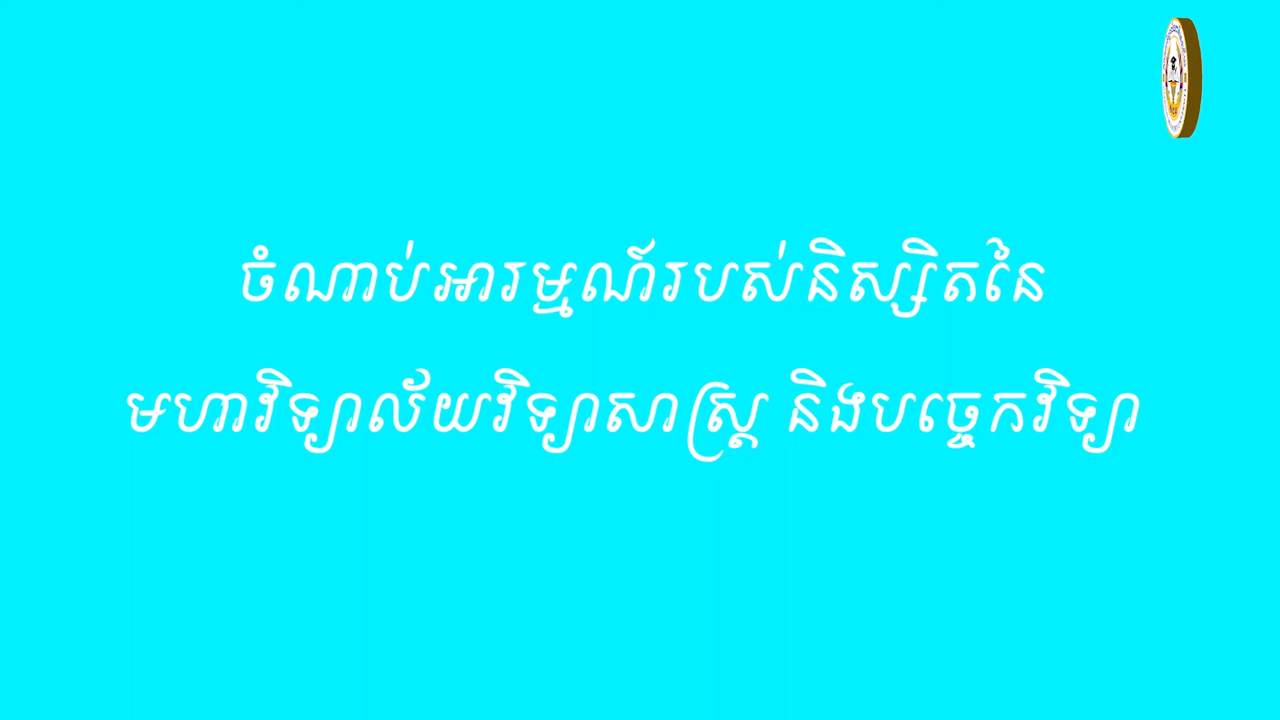 ចំណាប់អារម្មណ៍របស់និស្សិតនៃ
មហាវិទ្យាល័យវិទ្យាសាស្ត្រ និងបច្ចេកវិទ្យា